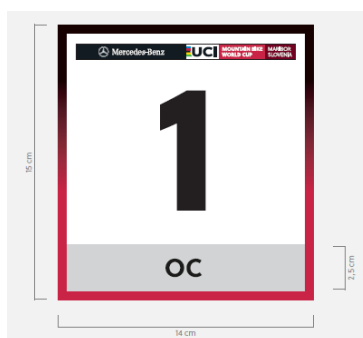 Mercedes-Benz UCI MOUNTAIN BIKE WORLD CUP MARIBOR SLOVENIA
1
15 cm
OC
2,5 cm
14 cm